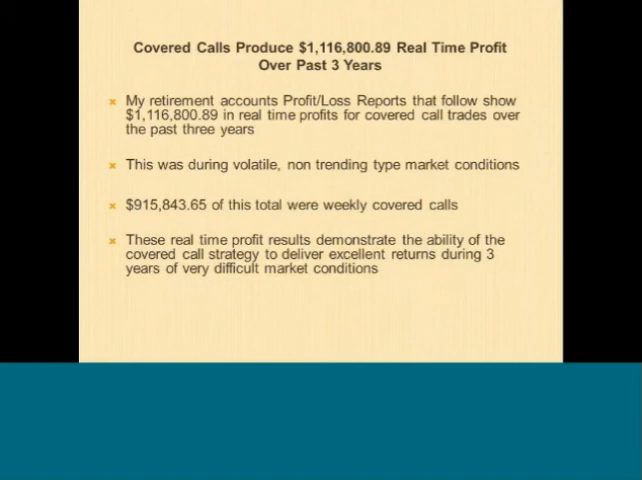 Covered Calls Produce $1,116,800.89 Real Time Profit
Over Past 3 Years
My retirement accounts Profit/Loss Reports that follow show
$1,116,800.89 in real time profits for covered call trades over
the past three years
This was during volatile, non trending type market conditions
$915,843.65 of this total were weekly covered calls
These real time profit results demonstrate the ability of the
covered call strategy to deliver excellent returns during 3
years of very difficult market conditions